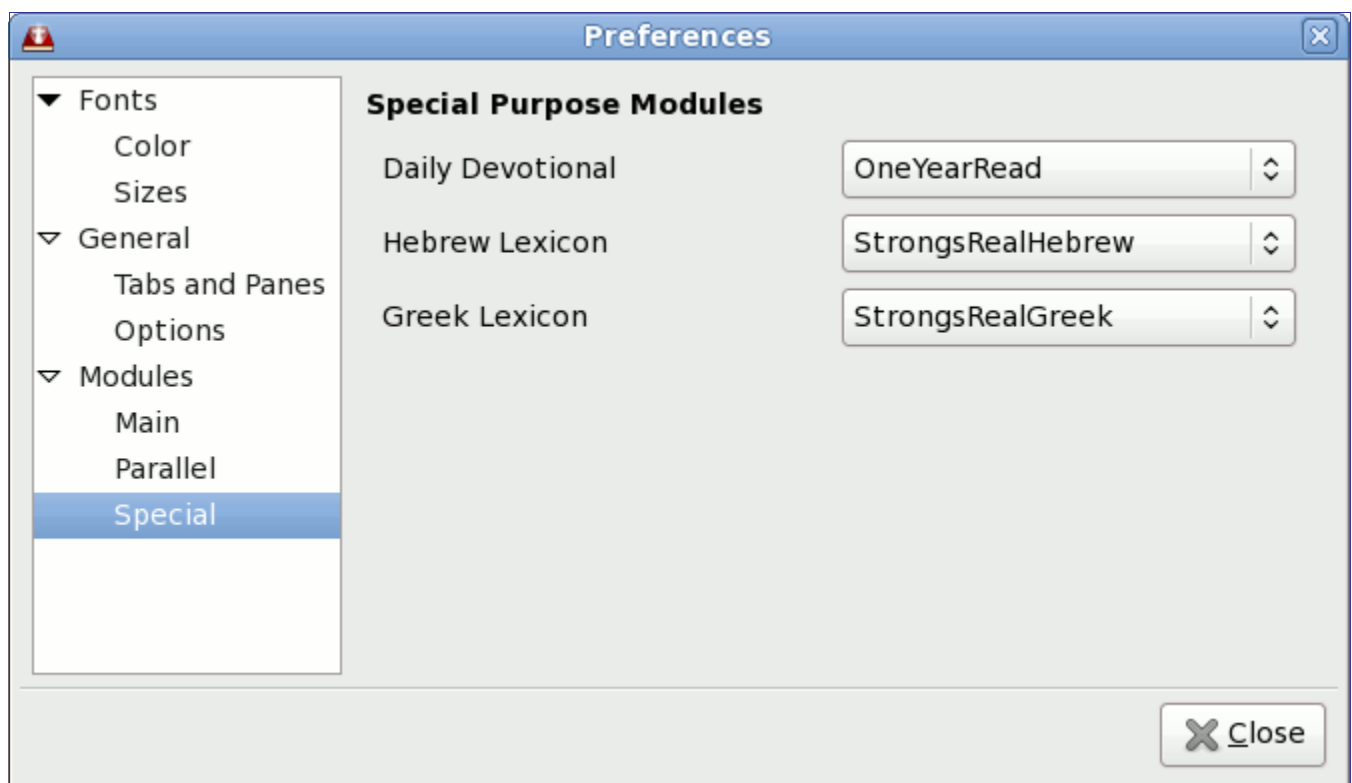 Preferences
Fonts
Color
Sizes
General
Tabs and Panes
Options
Modules
Main
Parallel
Special
Special Purpose Modules
Daily Devotional OneYearRead
Hebrew Lexicon StrongsRealHebrew
Greek Lexicon StrongsRealGreek
Close